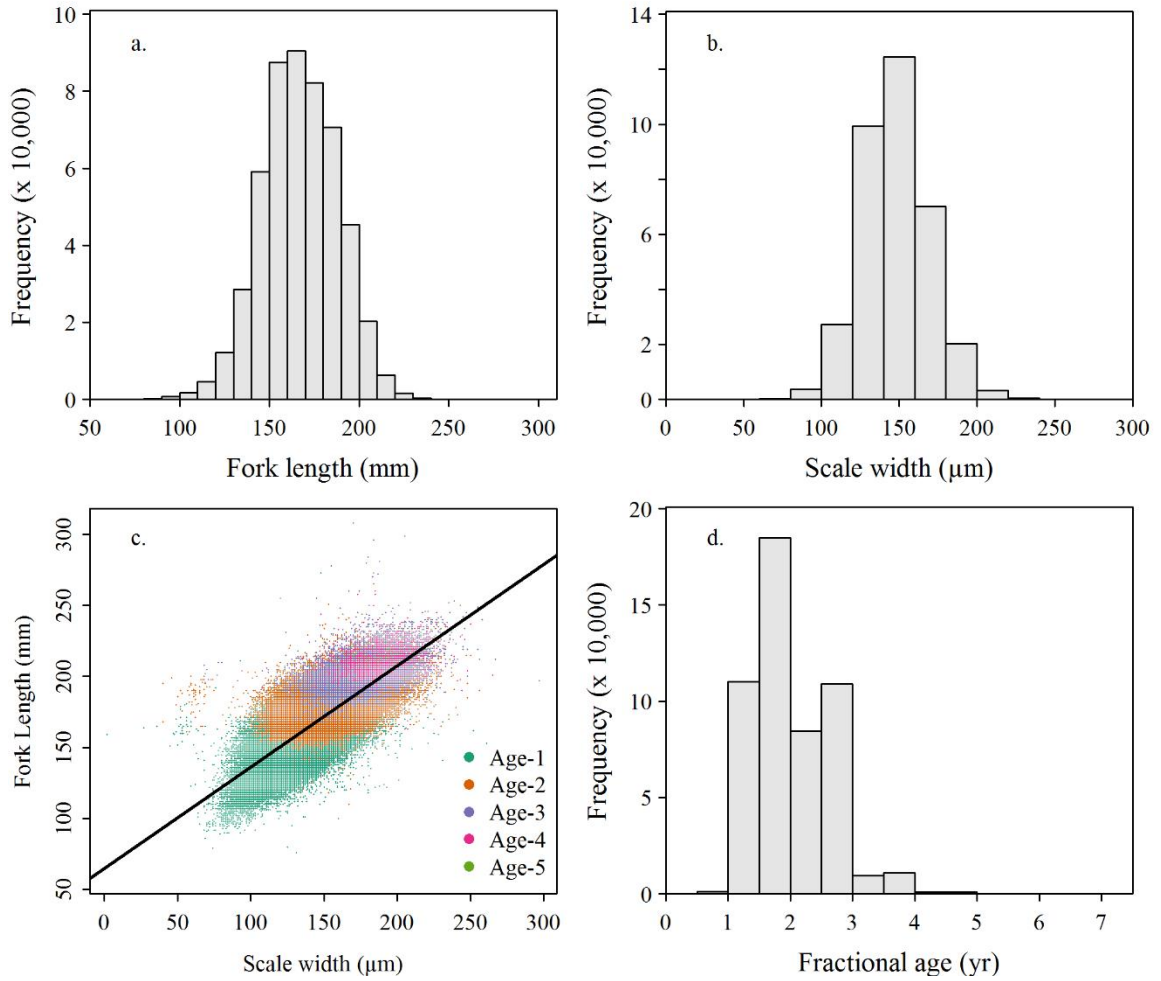 a.
Frequency (x 10,000)
10
8
6
4
2
0
50 100 150 200 250 300
Fork length (mm)
b.
Frequency (x 10,000)
14
10
6
2
0
0 50 100 150 200 250 300
Scale width (µm)
c.
Fork Length (mm)
300
250
200
150
100
50
Age-1
Age-2
Age-3
Age-4
Age-5
0 50 100 150 200 250 300
Scale width (µm)
d.
Frequency (x 10,000)
20
15
10
5
0
0 1 2 3 4 5 6 7
Fractional age (yr)